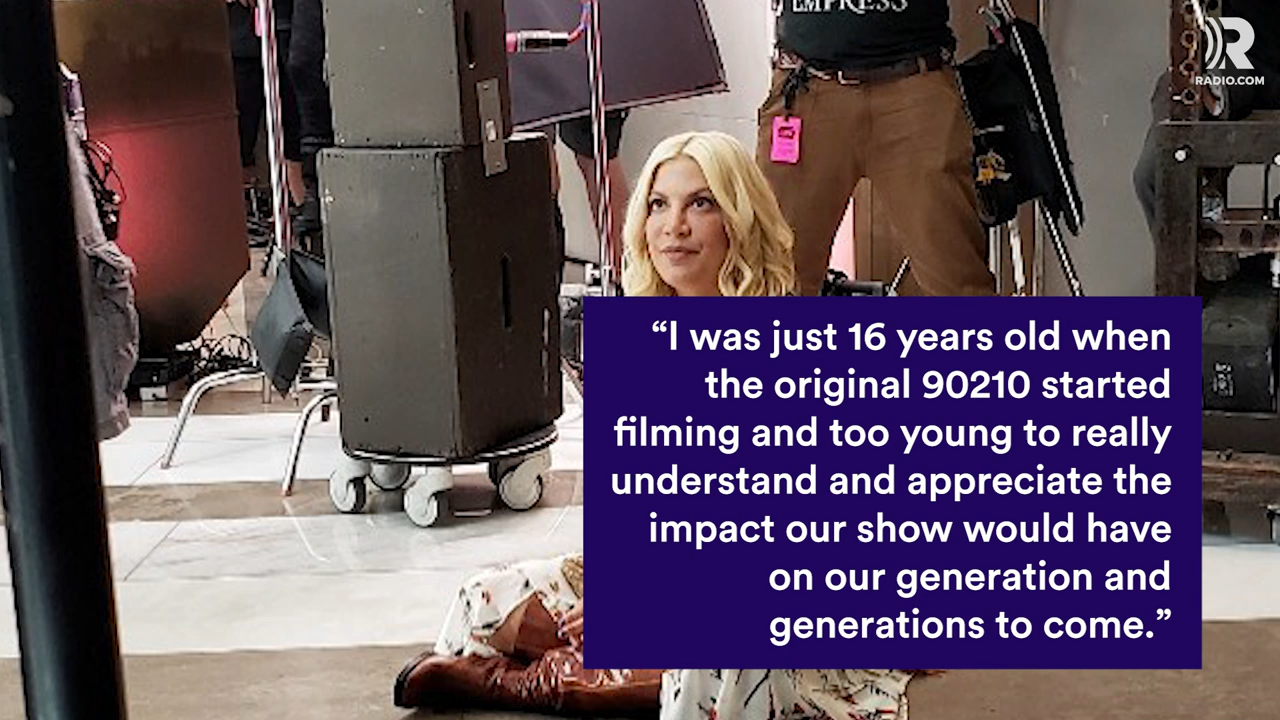 EMPRESS
R
RADIO.COM
“I was just 16 years old when
the original 90210 started
filming and too young to really
understand and appreciate the
impact our show would have
on our generation and
generations to come.”